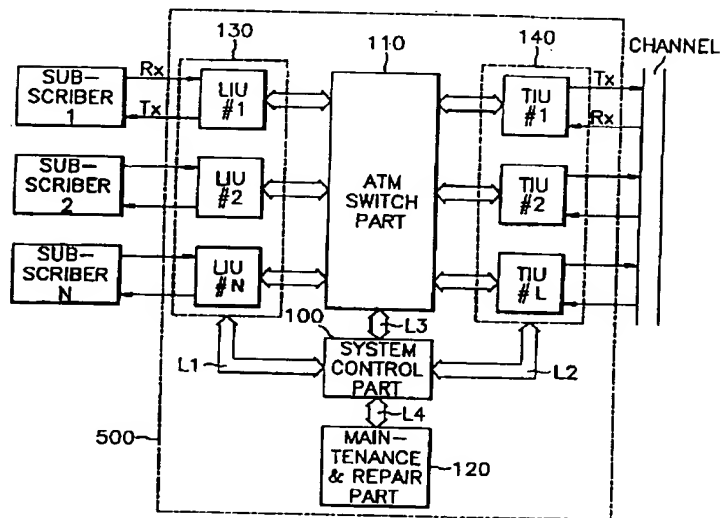 130
110
140
CHANNEL
SUB-
SCRIBER
1
Rx
Tx
LIU
#1
TIU
#1
Tx
Rx
SUB-
SCRIBER
2
LIU
#2
ATM
SWITCH
PART
TIU
#2
SUB-
SCRIBER
N
LIU
#N
TIU
#L
100
L3
SYSTEM
CONTROL
PART
L1
L2
L4
500
MAIN-
TENANCE
& REPAIR
PART
120